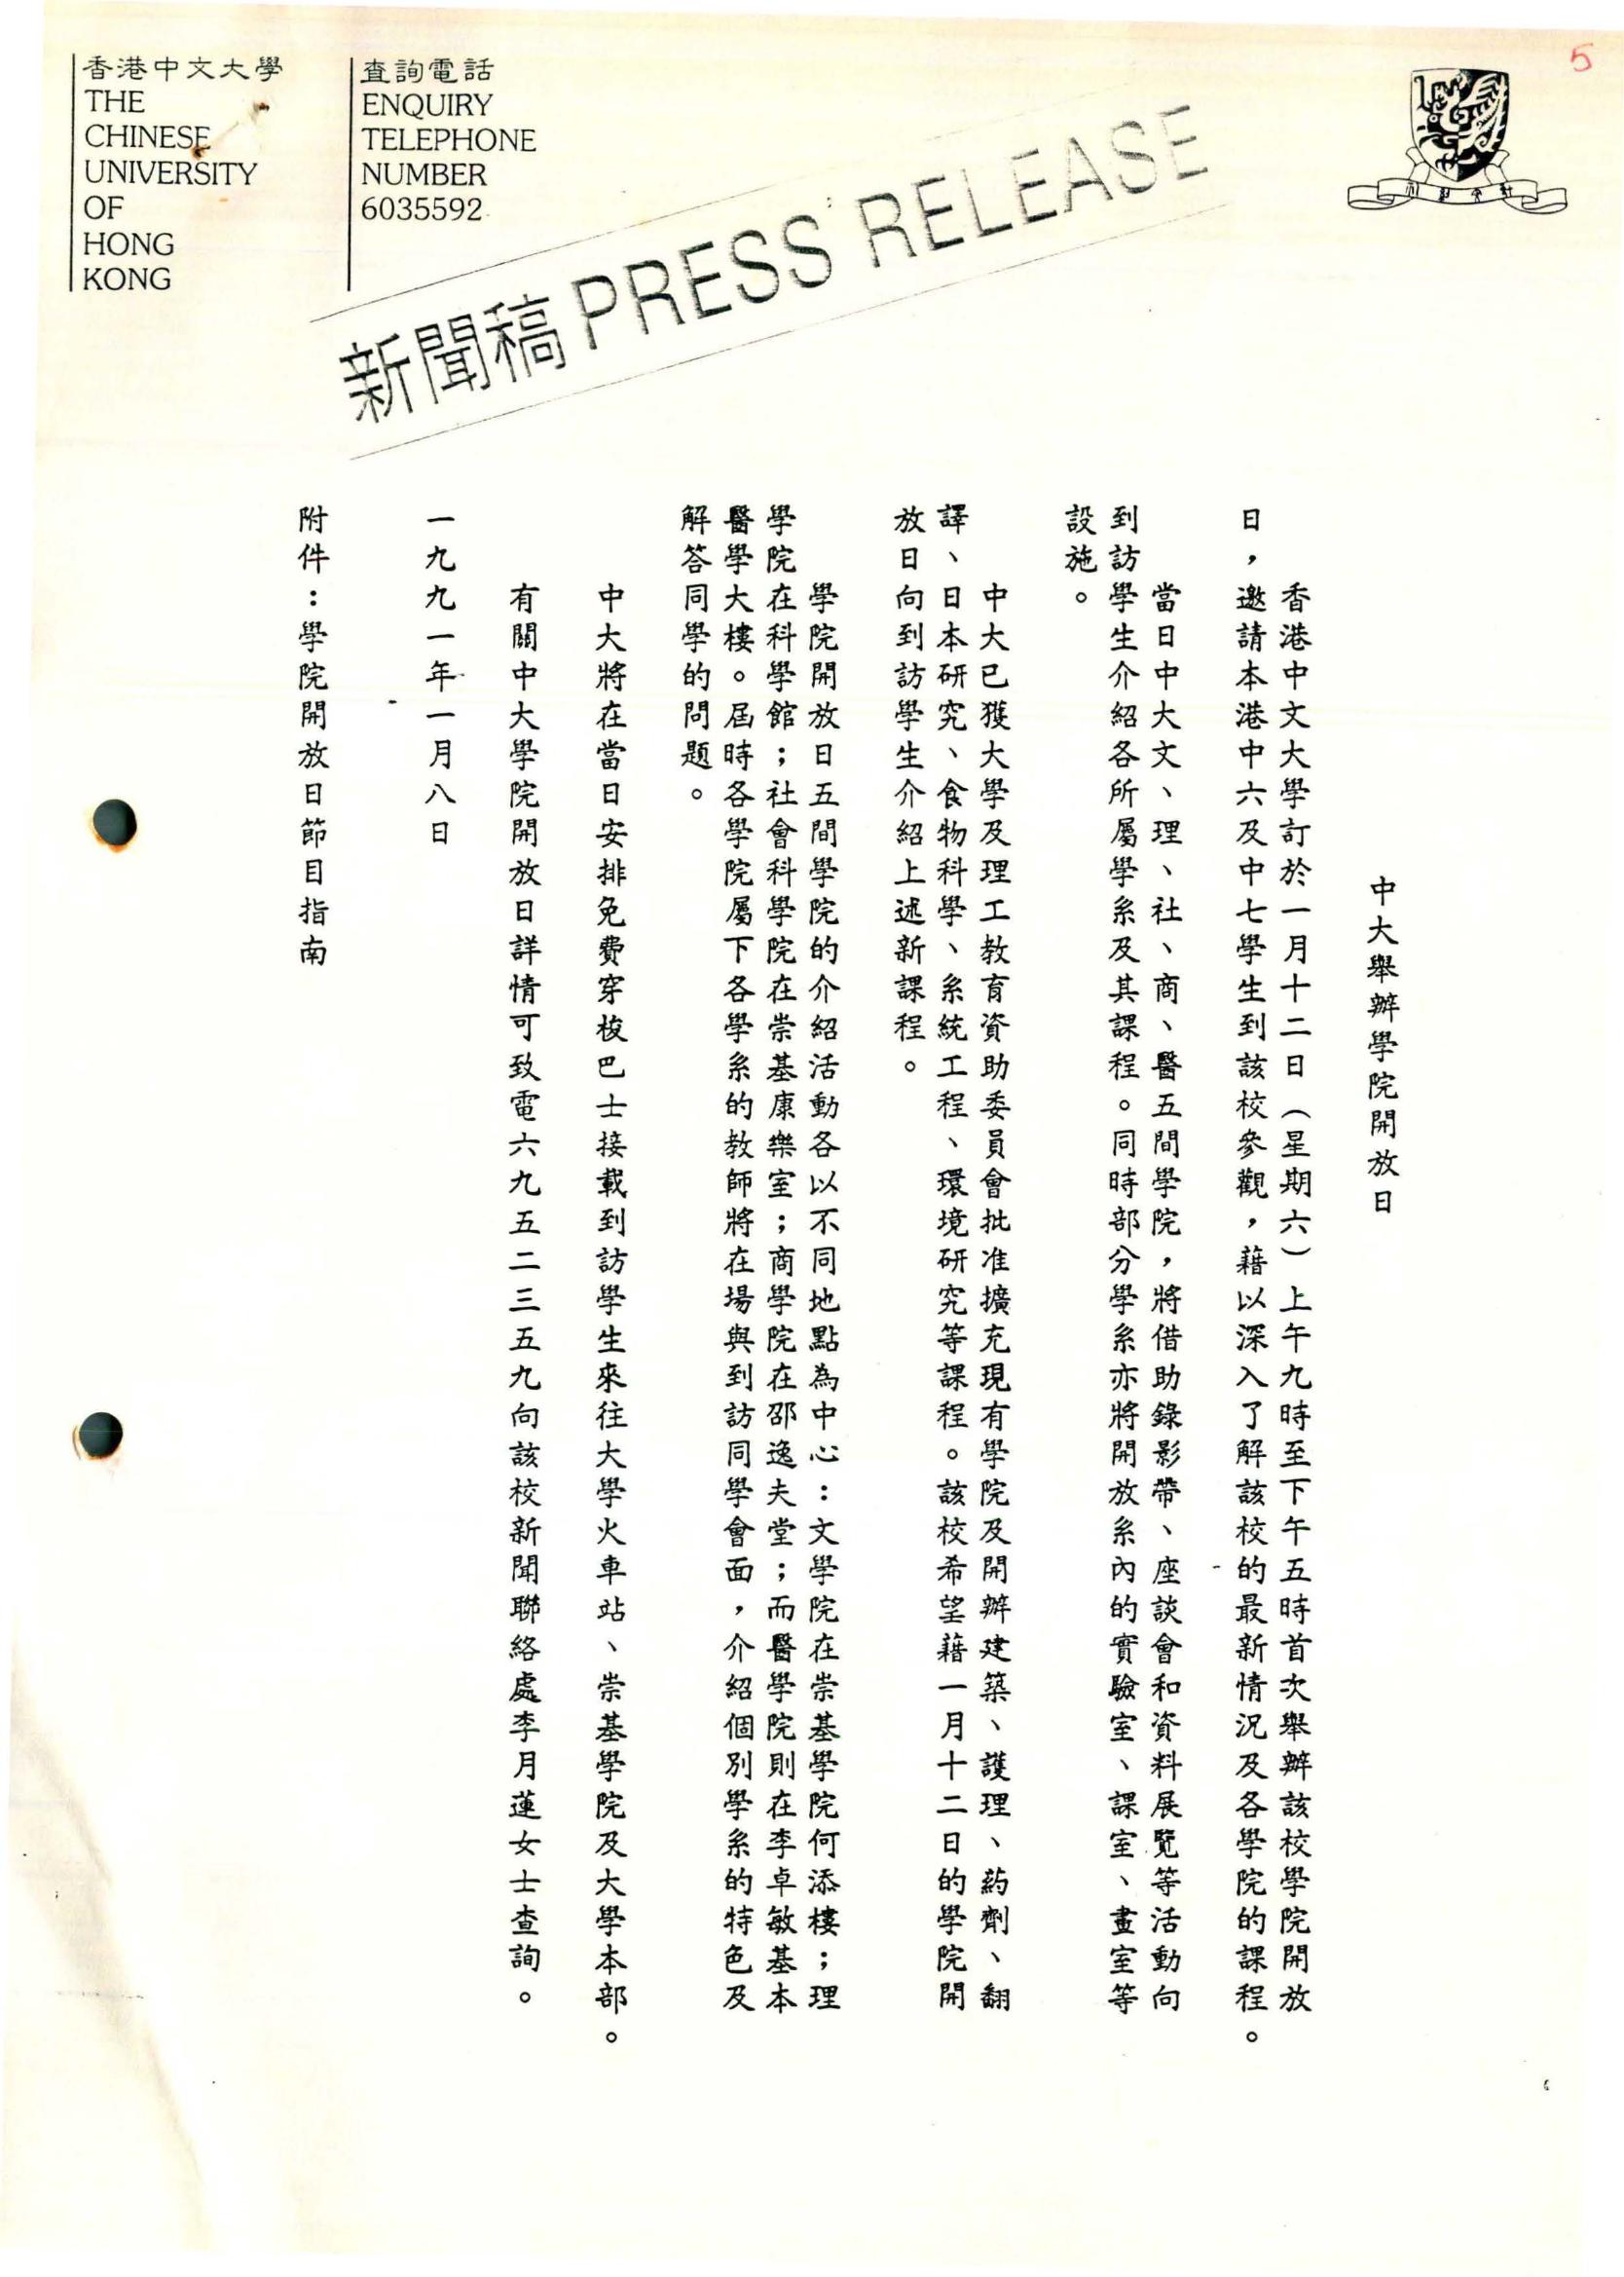 香港中文大學
THE
CHINESE
UNIVERSITY
OF
HONG
KONG
查詢電話
ENQUIRY
TELEPHONE
NUMBER
6035592
5
新聞稿 PRESS RELEASE
中大舉辦學院開放日
香港中文大學訂於一月十二日（星期六）上午九時至下午五時首次舉辦該校學院開放
日，邀請本港中六及中七學生到該校參觀，藉以深入了解該校的最新情況及各學院的課程。
當日中大文、理、社、商、醫五間學院，將借助錄影帶、座談會和資料展覽等活動向
到訪學生介紹各所屬學系及其課程。同時部分學系亦將開放系內的實驗室、課室、畫室等
設施。
中大已獲大學及理工教育資助委員會批准擴充現有學院及開辦建築、護理、葯劑、翻
譯、日本研究、食物科學、系統工程、環境研究等課程。該校希望藉一月十二日的學院開
放日向到訪學生介紹上述新課程。
學院開放日五間學院的介紹活動各以不同地點為中心：文學院在崇基學院何添樓；理
學院在科學館；社會科學院在崇基康樂室；商學院在邵逸夫堂；而醫學院則在李卓敏基本
醫學大樓。屆時各學院屬下各學系的教師將在場與到訪同學會面，介紹個別學系的特色及
解答同學的問題。
中大將在當日安排免費穿梭巴士接載到訪學生來往大學火車站、崇基學院及大學本部。
有關中大學院開放日詳情可致電六九五二三五九向該校新聞聯絡處李月蓮女士查詢。
一九九一年一月八日
附件：學院開放日節目指南